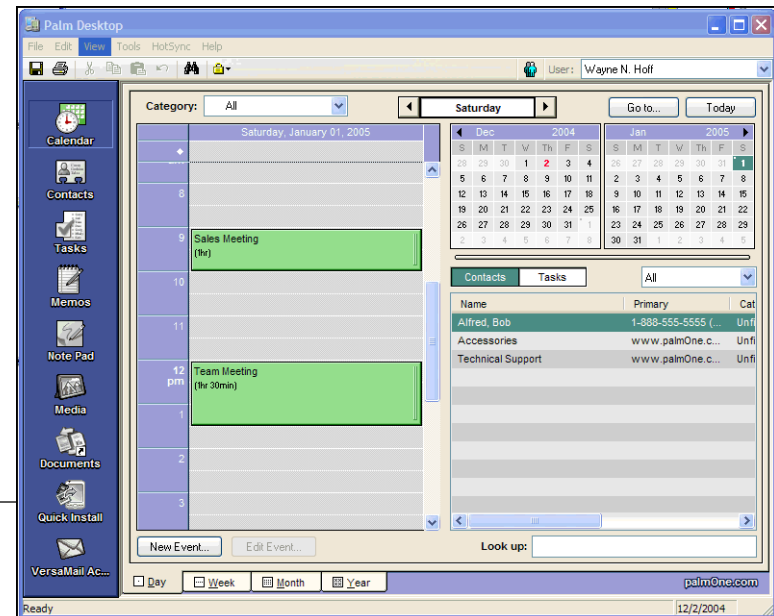 Palm Desktop
File Edit View Tools HotSync Help
User: Wayne N. Hoff
Calendar
Contacts
Tasks
Memos
Note Pad
Media
Documents
Quick Install
VersaMail Ac...
Category: All
Saturday
Go to... Today
Saturday, January 01, 2005
8
9 Sales Meeting
(1hr)
10
11
12 pm Team Meeting
(1hr 30min)
1
2
3
New Event... Edit Event...
Dec 2004
S M T W Th F S
28 29 30 1 2 3 4
5 6 7 8 9 10 11
12 13 14 15 16 17 18
19 20 21 22 23 24 25
26 27 28 29 30 31 1
2 3 4 5 6 7 8
Jan 2005
S M T W Th F S
26 27 28 29 30 31 1
2 3 4 5 6 7 8
9 10 11 12 13 14 15
16 17 18 19 20 21 22
23 24 25 26 27 28 29
30 31 1 2 3 4 5
Contacts Tasks All
Name Primary Cat
Alfred, Bob 1-888-555-5555 (... Unfi
Accessories www.palmOne.c... Unfi
Technical Support www.palmOne.c... Unfi
Look up:
Day Week Month Year
palmOne.com
Ready 12/2/2004